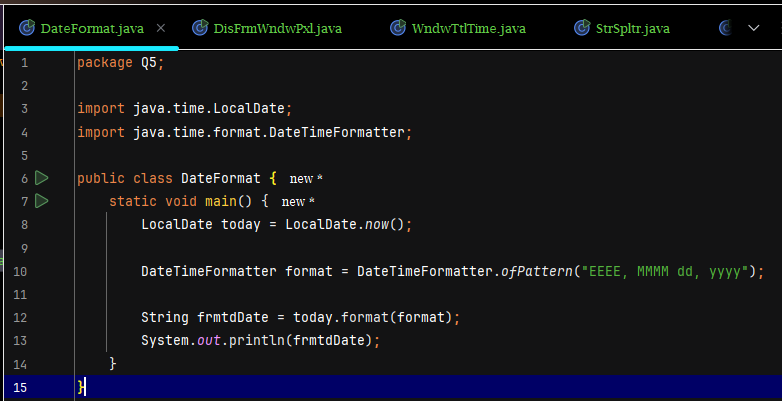 DateFormat.java × DisFrmWndwPxl.java WndwTtlTime.java StrSpltr.java
1 package Q5;
2
3 import java.time.LocalDate;
4 import java.time.format.DateTimeFormatter;
5
6 public class DateFormat { new *
7 static void main() { new *
8 LocalDate today = LocalDate.now();
9
10 DateTimeFormatter format = DateTimeFormatter.ofPattern("EEEE, MMMM dd, yyyy");
11
12 String frmtdDate = today.format(format);
13 System.out.println(frmtdDate);
14 }
15 }